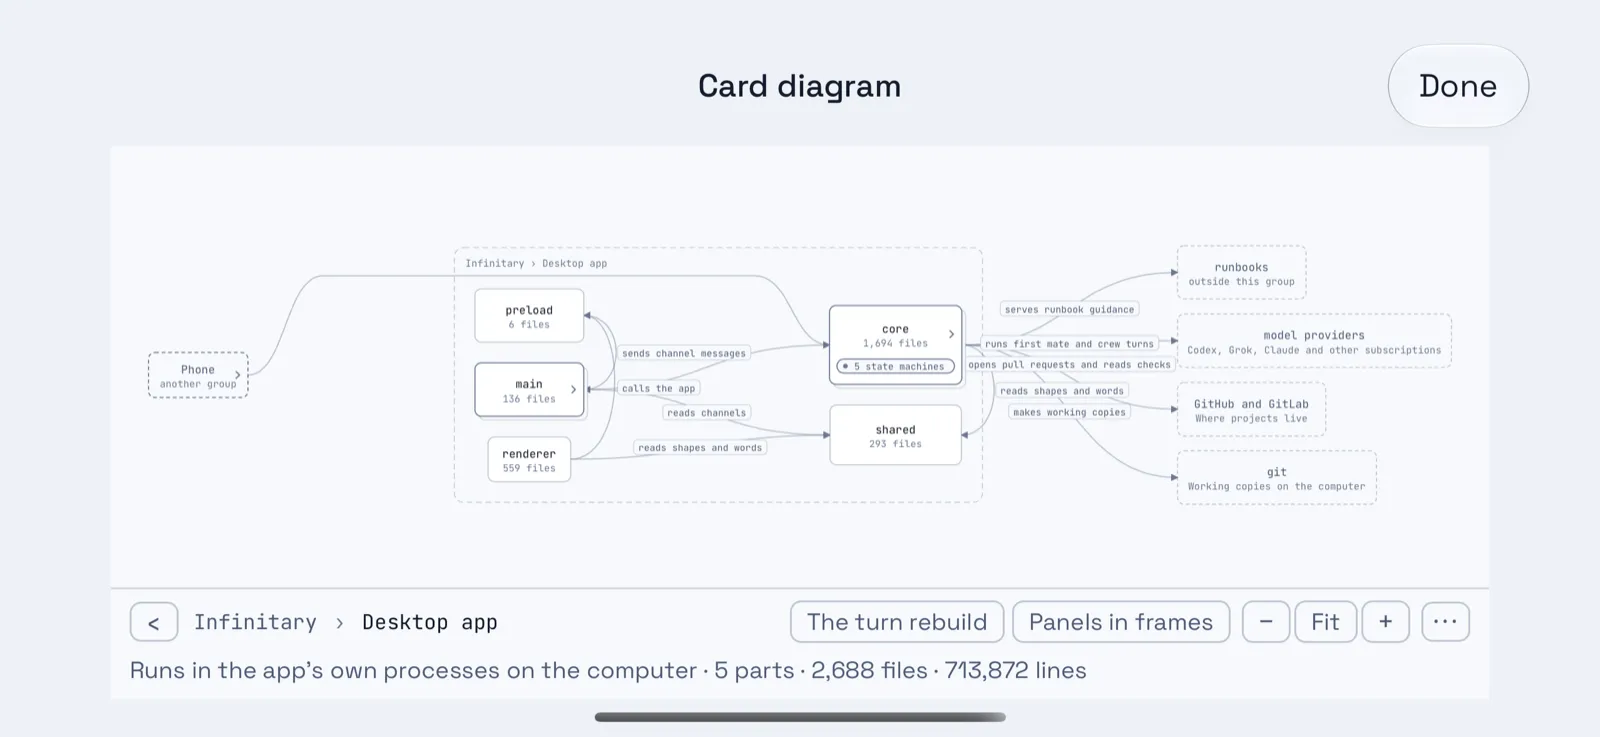 Card diagram
Done
Infinitary › Desktop app
Phone
another group
preload
6 files
main
136 files
renderer
559 files
sends channel messages
calls the app
reads channels
reads shapes and words
core
1,694 files
5 state machines
shared
293 files
serves runbook guidance
runs first mate and crew turns
opens pull requests and reads checks
reads shapes and words
makes working copies
runbooks
outside this group
model providers
Codex, Grok, Claude and other subscriptions
GitHub and GitLab
Where projects live
git
Working copies on the computer
< Infinitary › Desktop app
The turn rebuild
Panels in frames
− Fit + ···
Runs in the app’s own processes on the computer · 5 parts · 2,688 files · 713,872 lines